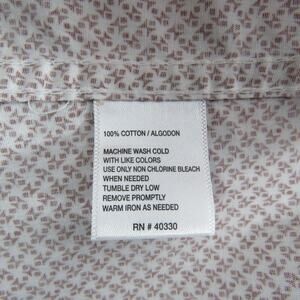 100% COTTON / ALGODON
MACHINE WASH COLD
WITH LIKE COLORS
USE ONLY NON CHLORINE BLEACH
WHEN NEEDED
TUMBLE DRY LOW
REMOVE PROMPTLY
WARM IRON AS NEEDED
RN # 40330